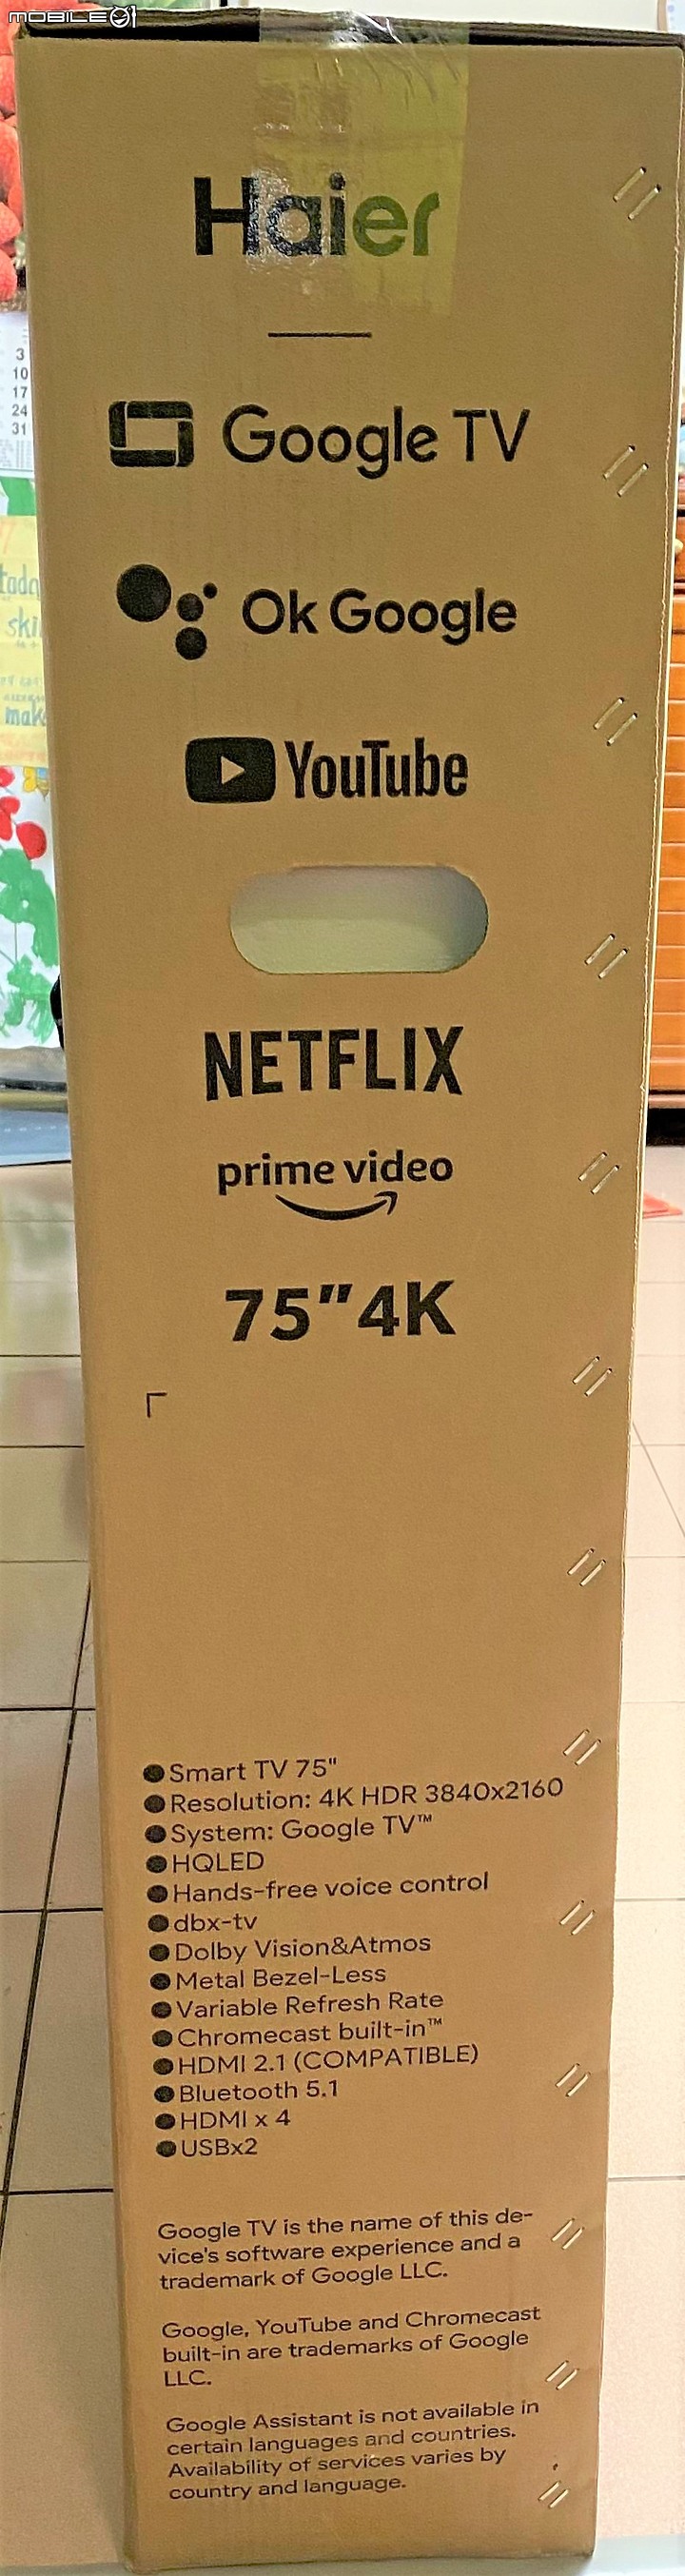 MOBILE01
Haier
Google TV
Ok Google
YouTube
NETFLIX
prime video
75"4K
●Smart TV 75"
●Resolution: 4K HDR 3840x2160
●System: Google TV™
●HQLED
●Hands-free voice control
●dbx-tv
●Dolby Vision&Atmos
●Metal Bezel-Less
●Variable Refresh Rate
●Chromecast built-in™
●HDMI 2.1 (COMPATIBLE)
●Bluetooth 5.1
●HDMI x 4
●USBx2
Google TV is the name of this de-
vice's software experience and a
trademark of Google LLC.
Google, YouTube and Chromecast
built-in are trademarks of Google
LLC.
Google Assistant is not available in
certain languages and countries.
Availability of services varies by
country and language.
3
10
17
24
31